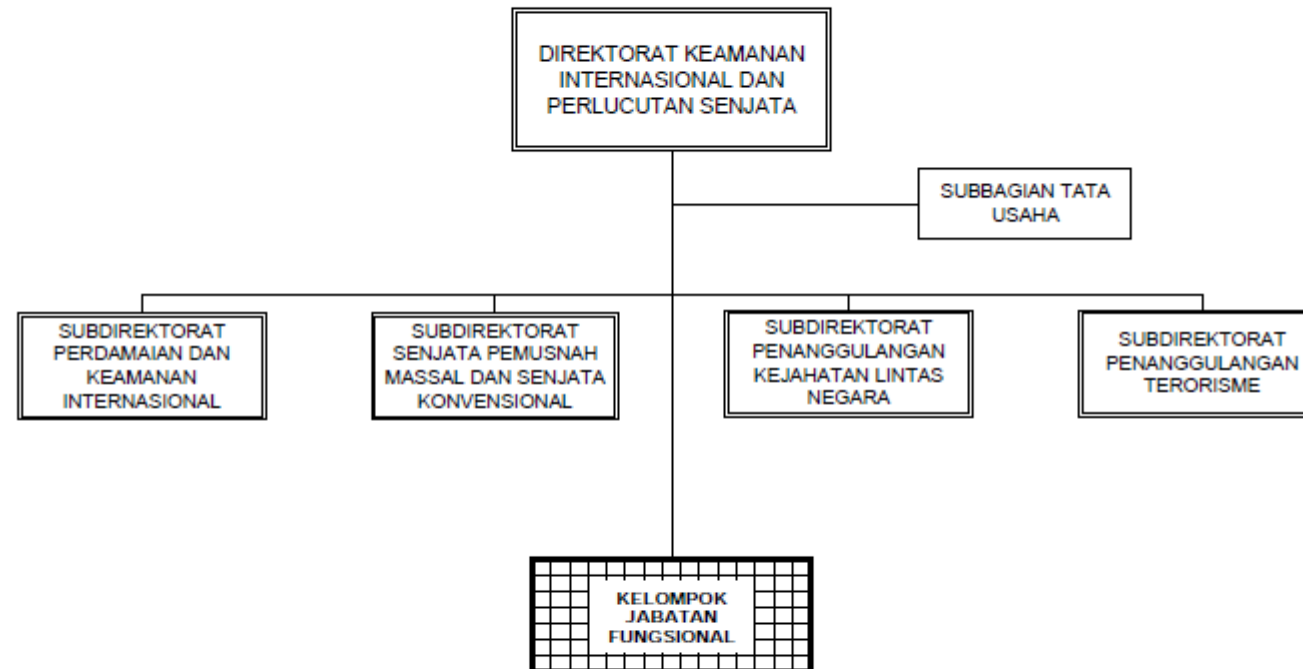 DIREKTORAT KEAMANAN
INTERNASIONAL DAN
PERLUCUTAN SENJATA
SUBBAGIAN TATA
USAHA
SUBDIREKTORAT
PERDAMAIAN DAN
KEAMANAN
INTERNASIONAL
SUBDIREKTORAT
SENJATA PEMUSNAH
MASSAL DAN SENJATA
KONVENSIONAL
SUBDIREKTORAT
PENANGGULANGAN
KEJAHATAN LINTAS
NEGARA
SUBDIREKTORAT
PENANGGULANGAN
TERORISME
KELOMPOK
JABATAN
FUNGSIONAL